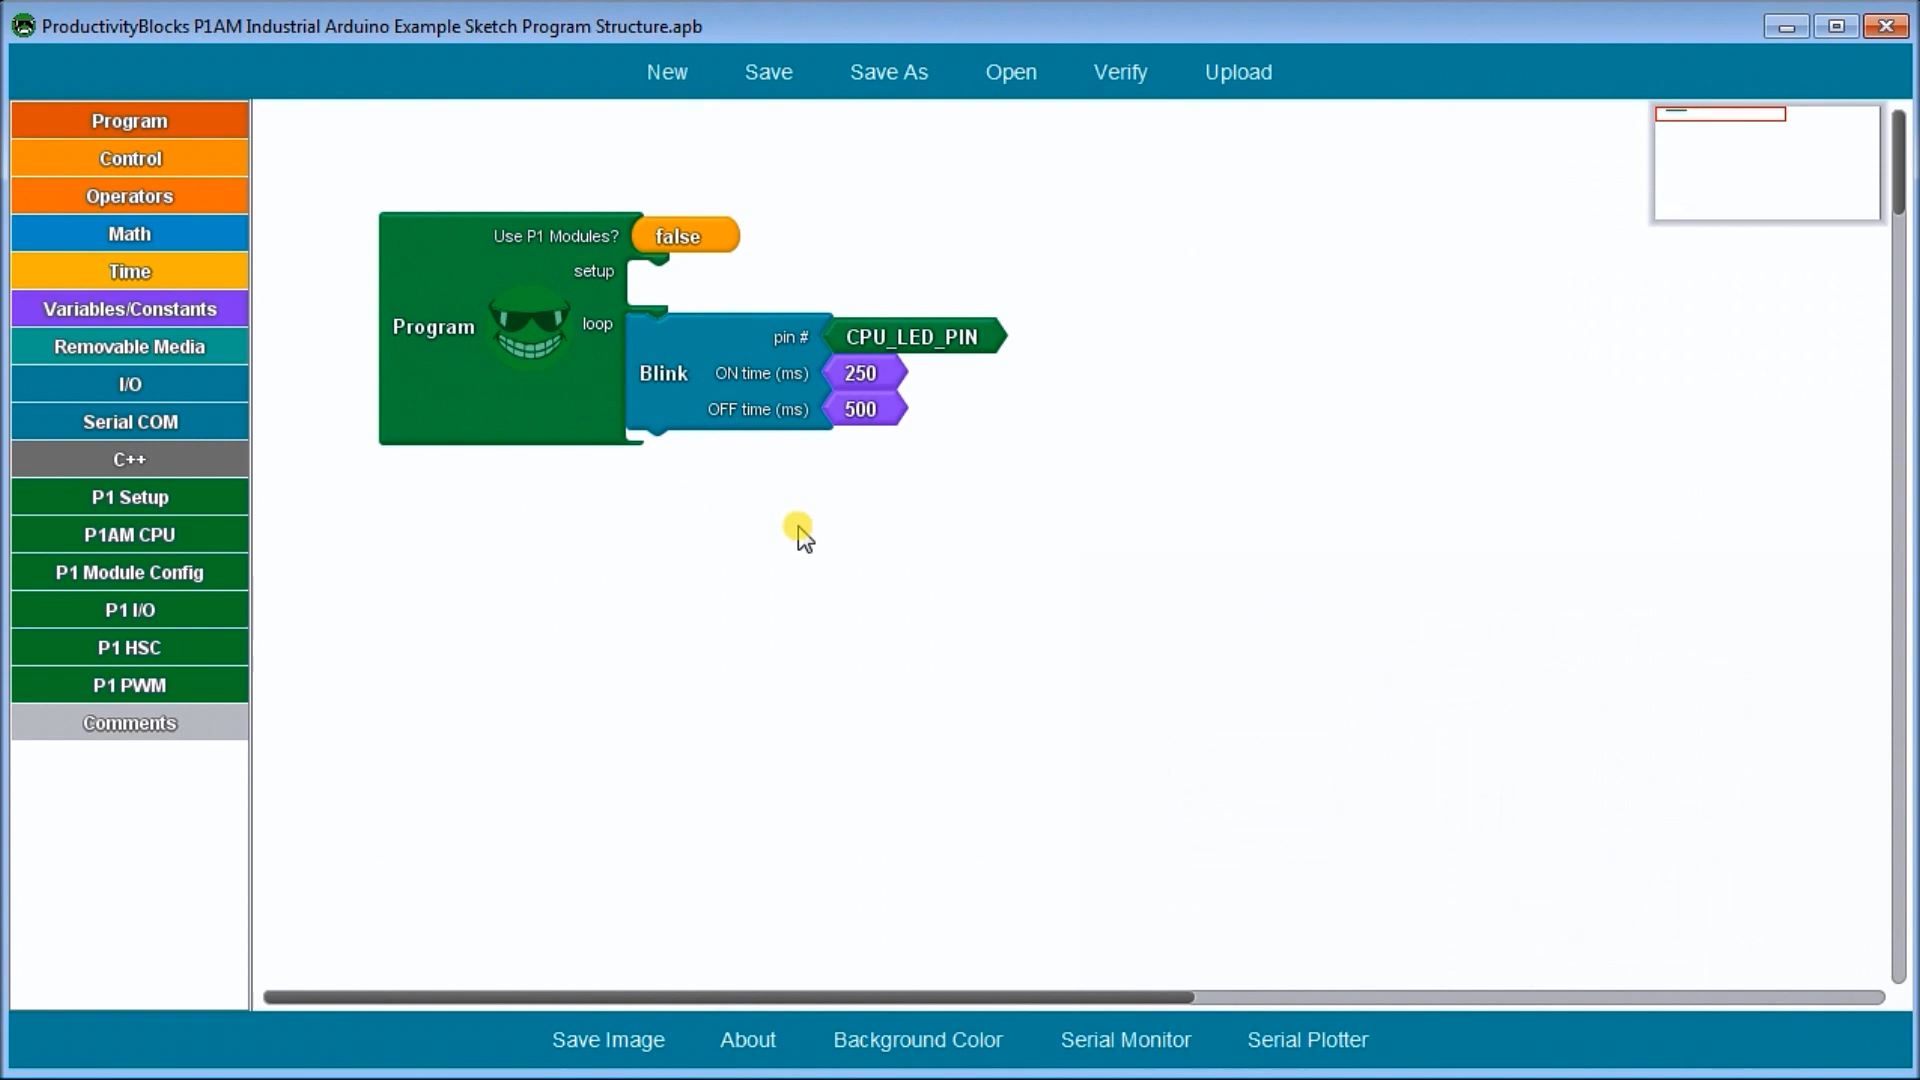 ProductivityBlocks P1AM Industrial Arduino Example Sketch Program Structure.apb
New Save Save As Open Verify Upload
Program
Control
Operators
Math
Time
Variables/Constants
Removable Media
I/O
Serial COM
C++
P1 Setup
P1AM CPU
P1 Module Config
P1 I/O
P1 HSC
P1 PWM
Comments
Use P1 Modules? false
setup
Program loop
pin # CPU_LED_PIN
Blink ON time (ms) 250
OFF time (ms) 500
Save Image About Background Color Serial Monitor Serial Plotter